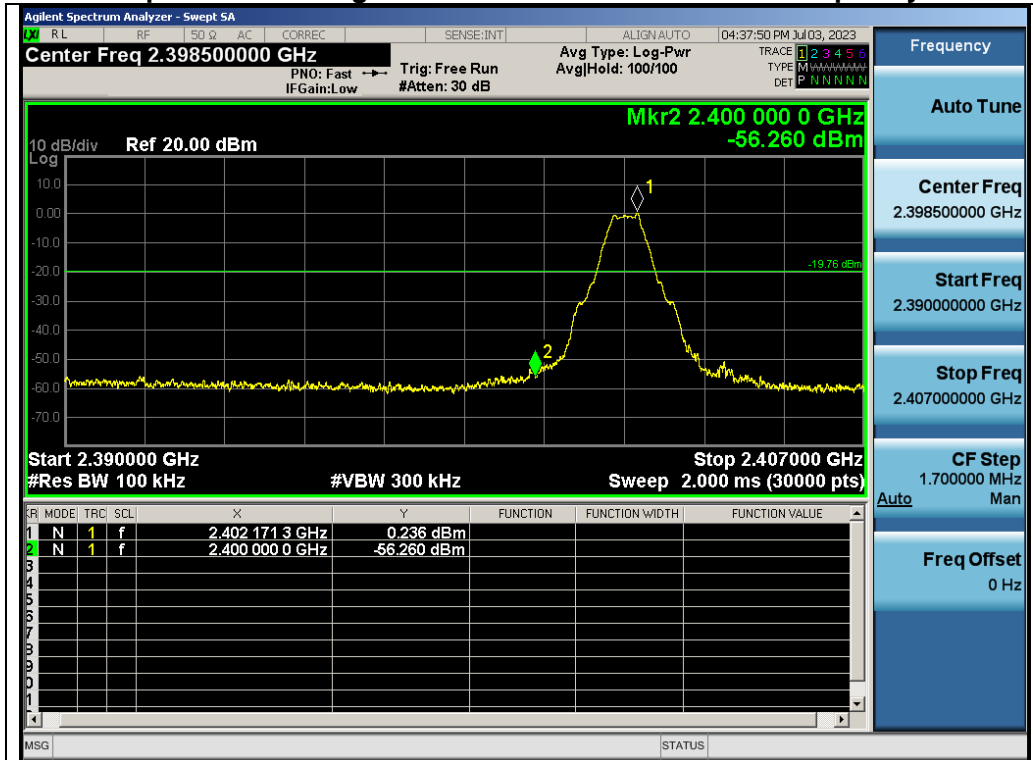 Agilent Spectrum Analyzer - Swept SA
LXI RL RF 50 Ω AC CORREC SENSE:INT ALIGN AUTO 04:37:50 PM Jul 03, 2023
Center Freq 2.398500000 GHz
PNO: Fast
IFGain:Low
Trig: Free Run
#Atten: 30 dB
Avg Type: Log-Pwr
Avg|Hold: 100/100
TRACE 1 2 3 4 5 6
TYPE M WWWWW
DET P N N N N N
Mkr2 2.400 000 0 GHz
-56.260 dBm
10 dB/div Ref 20.00 dBm
Log
10.0
0.00
-10.0
-20.0
-30.0
-40.0
-50.0
-60.0
-70.0
1
-19.76 dBm
2
Start 2.390000 GHz Stop 2.407000 GHz
#Res BW 100 kHz #VBW 300 kHz Sweep 2.000 ms (30000 pts)
MODE TRC SCL X Y FUNCTION FUNCTION WIDTH FUNCTION VALUE
1 N 1 f 2.402 171 3 GHz 0.236 dBm
2 N 1 f 2.400 000 0 GHz -56.260 dBm
3
4
5
6
7
8
9
MSG STATUS
Frequency
Auto Tune
Center Freq
2.398500000 GHz
Start Freq
2.390000000 GHz
Stop Freq
2.407000000 GHz
CF Step
1.700000 MHz
Auto Man
Freq Offset
0 Hz